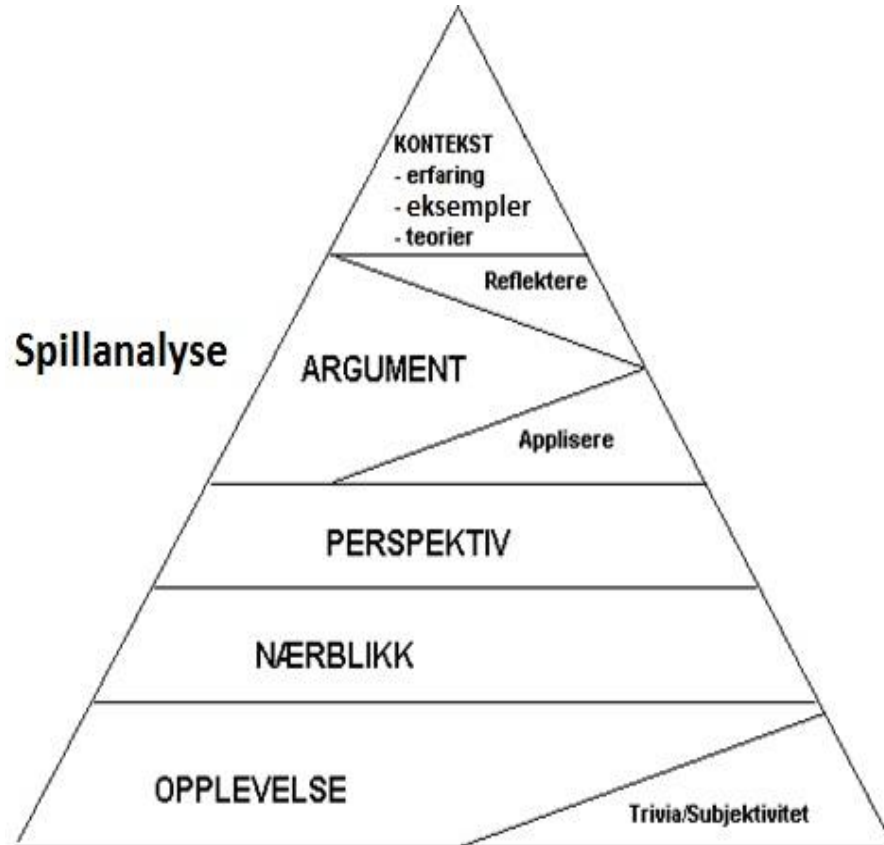 KONTEKST
- erfaring
- eksempler
- teorier
Reflektere
Spillanalyse
ARGUMENT
Applisere
PERSPEKTIV
NÆRBLIKK
OPPLEVELSE
Trivia/Subjektivitet